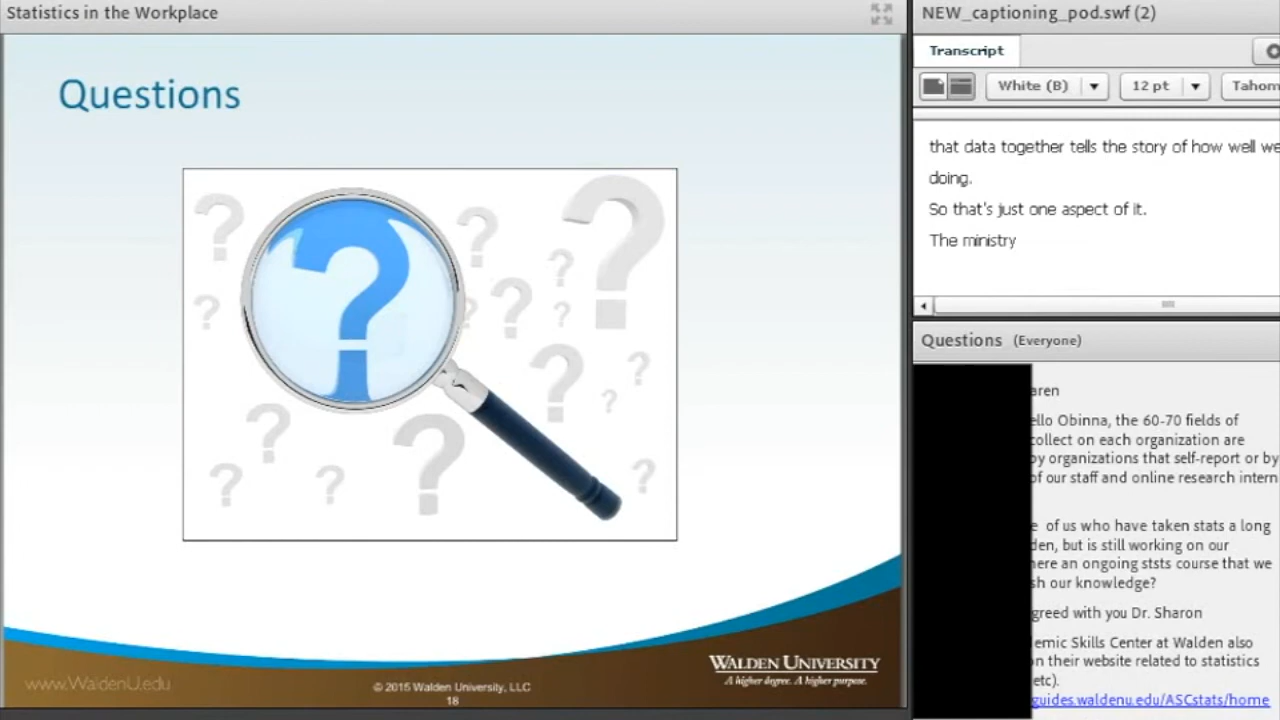 Statistics in the Workplace
Questions
www.WaldenU.edu
© 2015 Walden University, LLC
18
WALDEN UNIVERSITY
A higher degree. A higher purpose.
NEW_captioning_pod.swf (2)
Transcript
White (B)
12 pt
Tahom
that data together tells the story of how well we
doing.
So that's just one aspect of it.
The ministry
Questions (Everyone)
aren
ello Obinna, the 60-70 fields of
collect on each organization are
by organizations that self-report or by
of our staff and online research intern
e of us who have taken stats a long
den, but is still working on our
here an ongoing ststs course that we
sh our knowledge?
greed with you Dr. Sharon
demic Skills Center at Walden also
on their website related to statistics
etc).
guides.waldenu.edu/ASCstats/home